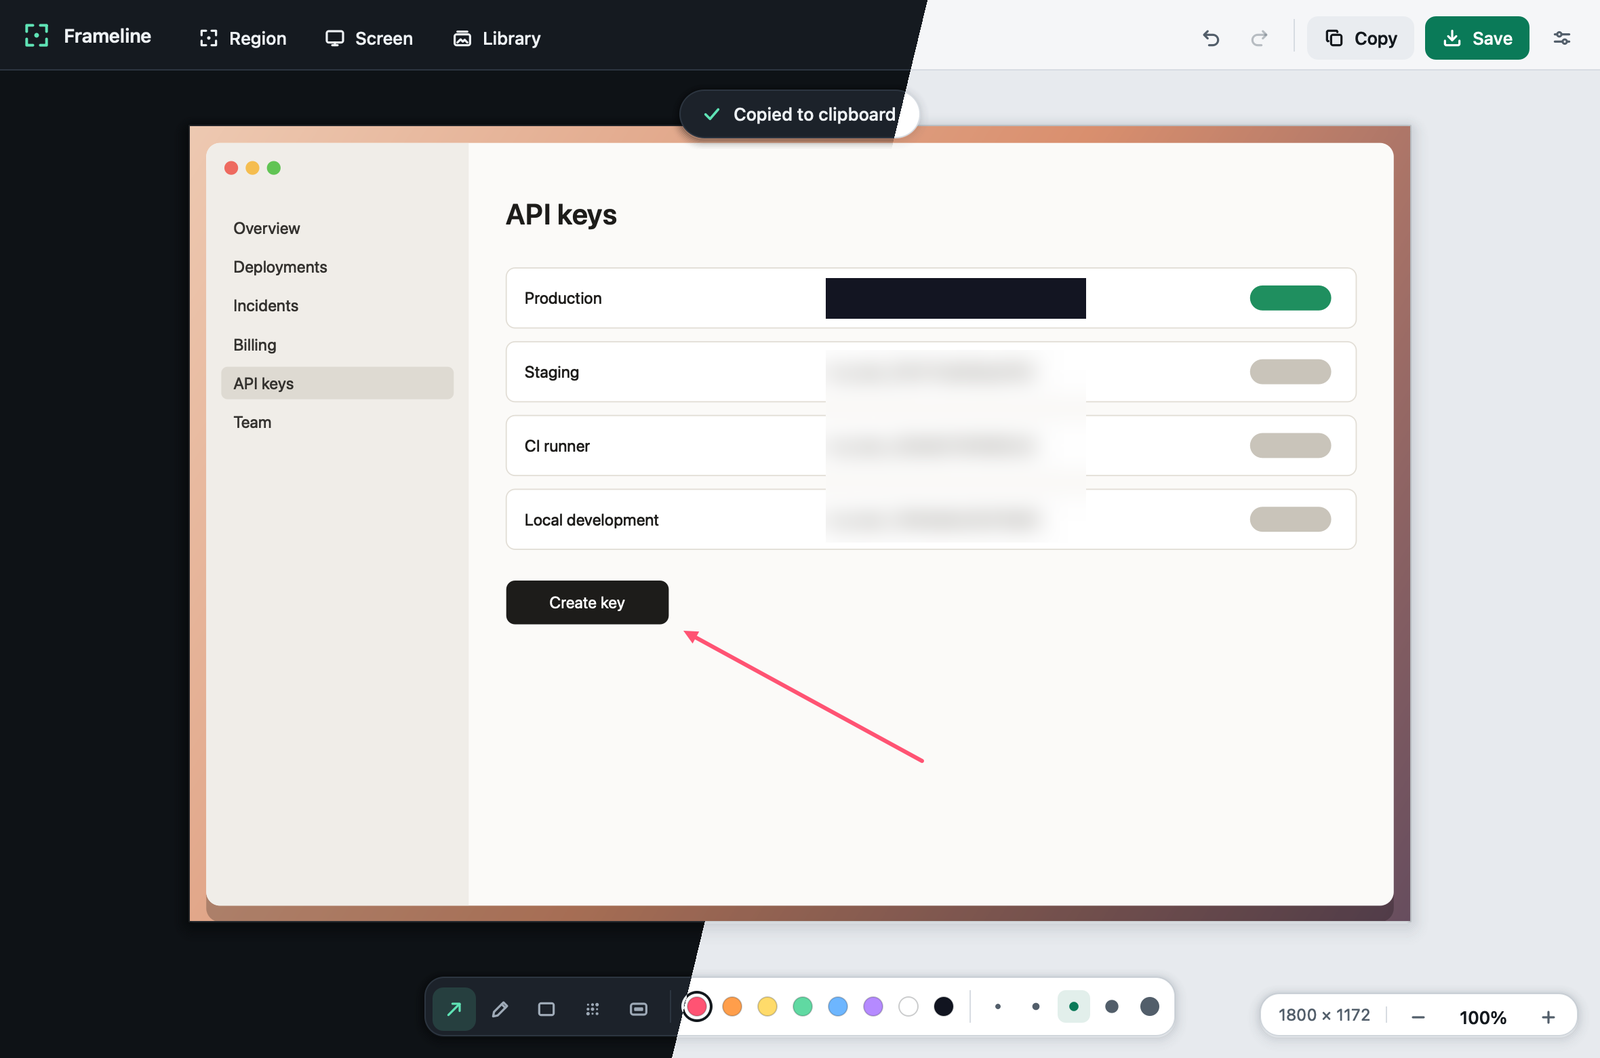 Frameline
Region
Screen
Library
Copy
Save
Copied to clipboard
Overview
Deployments
Incidents
Billing
API keys
Team
API keys
Production
Staging
CI runner
Local development
Create key
1800 × 1172
100%